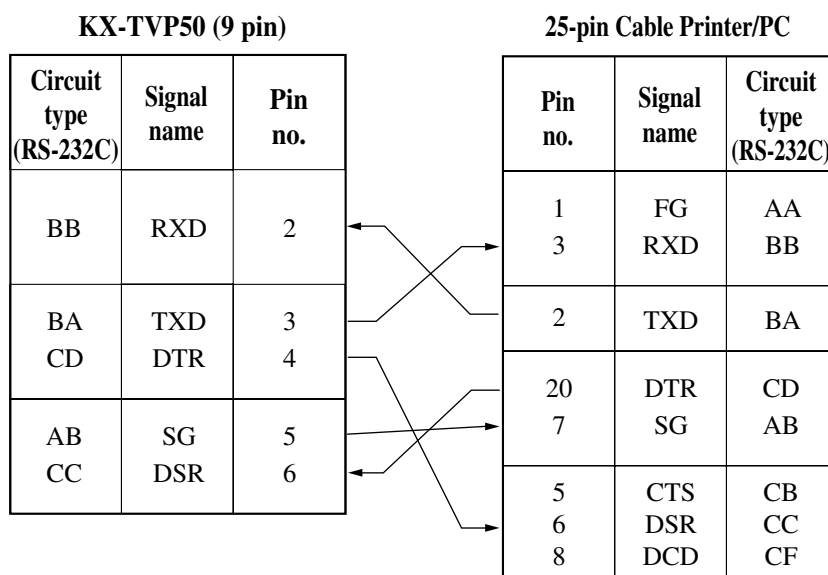 KX-TVP50 (9 pin)
Circuit type (RS-232C) Signal name Pin no.
BB RXD 2
BA TXD 3
CD DTR 4
AB SG 5
CC DSR 6
25-pin Cable Printer/PC
Pin no. Signal name Circuit type (RS-232C)
1 FG AA
3 RXD BB
2 TXD BA
20 DTR CD
7 SG AB
5 CTS CB
6 DSR CC
8 DCD CF